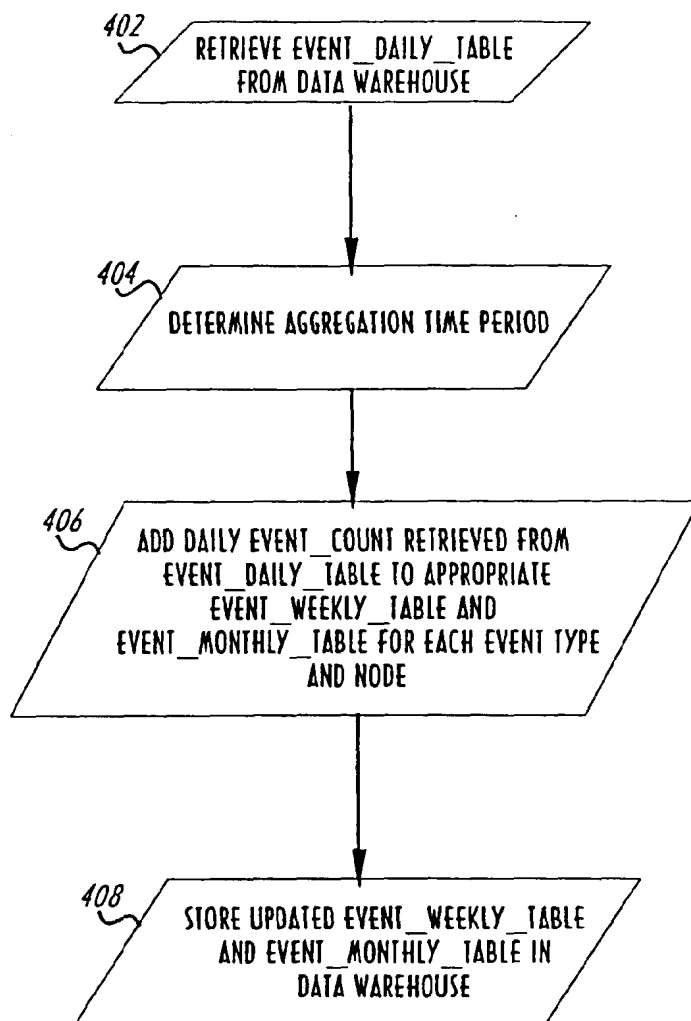 402
RETRIEVE EVENT_DAILY_TABLE
FROM DATA WAREHOUSE
404
DETERMINE AGGREGATION TIME PERIOD
406
ADD DAILY EVENT_COUNT RETRIEVED FROM
EVENT_DAILY_TABLE TO APPROPRIATE
EVENT_WEEKLY_TABLE AND
EVENT_MONTHLY_TABLE FOR EACH EVENT TYPE
AND NODE
408
STORE UPDATED EVENT_WEEKLY_TABLE
AND EVENT_MONTHLY_TABLE IN
DATA WAREHOUSE